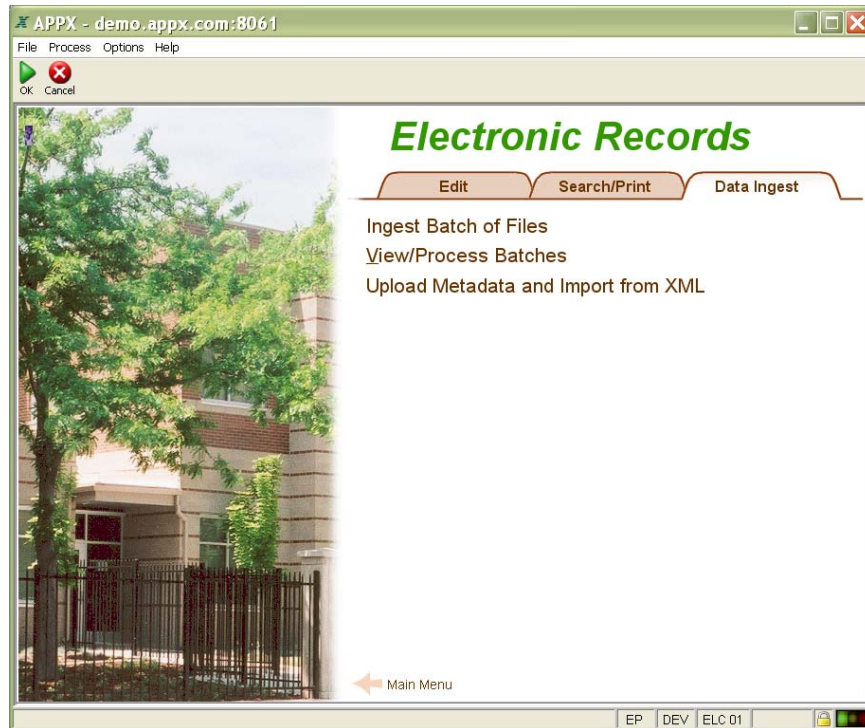 APPX - demo.appx.com:8061
File Process Options Help
OK Cancel
Electronic Records
Edit Search/Print Data Ingest
Ingest Batch of Files
View/Process Batches
Upload Metadata and Import from XML
Main Menu
EP DEV ELC 01